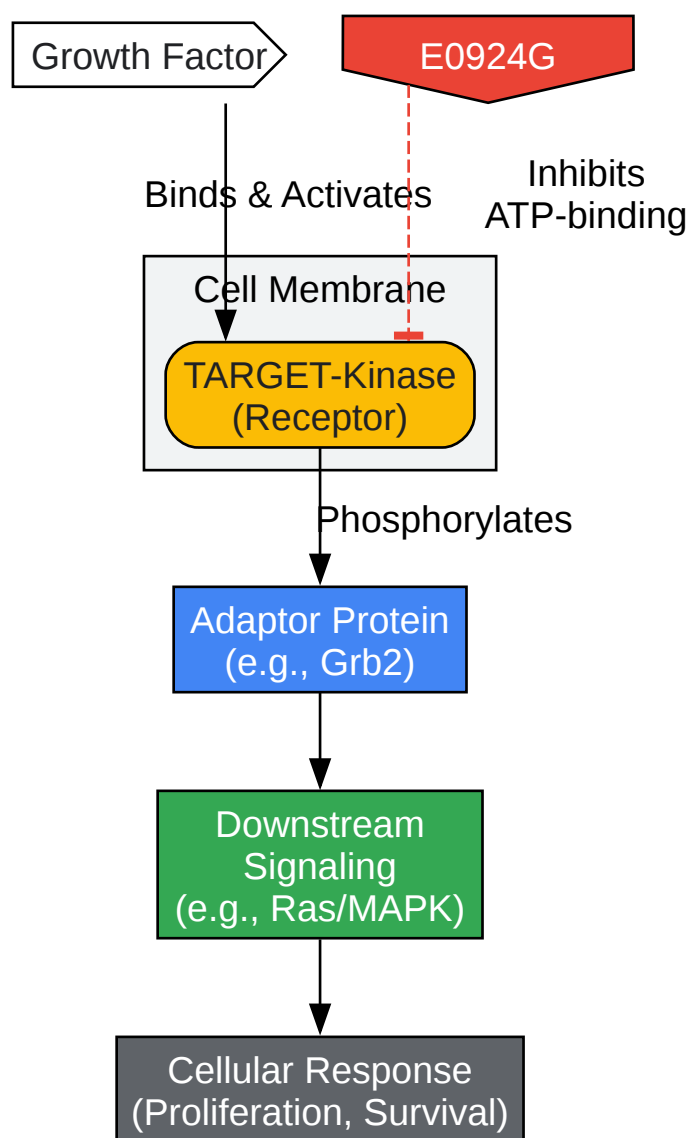 Growth Factor
E0924G
Binds & Activates
Inhibits
ATP-binding
Cell Membrane
TARGET-Kinase
(Receptor)
Phosphorylates
Adaptor Protein
(e.g., Grb2)
Downstream
Signaling
(e.g., Ras/MAPK)
Cellular Response
(Proliferation, Survival)